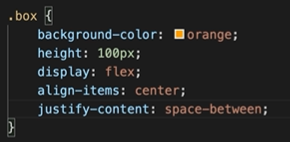 .box {
background-color: orange;
height: 100px;
display: flex;
align-items: center;
justify-content: space-between;
}